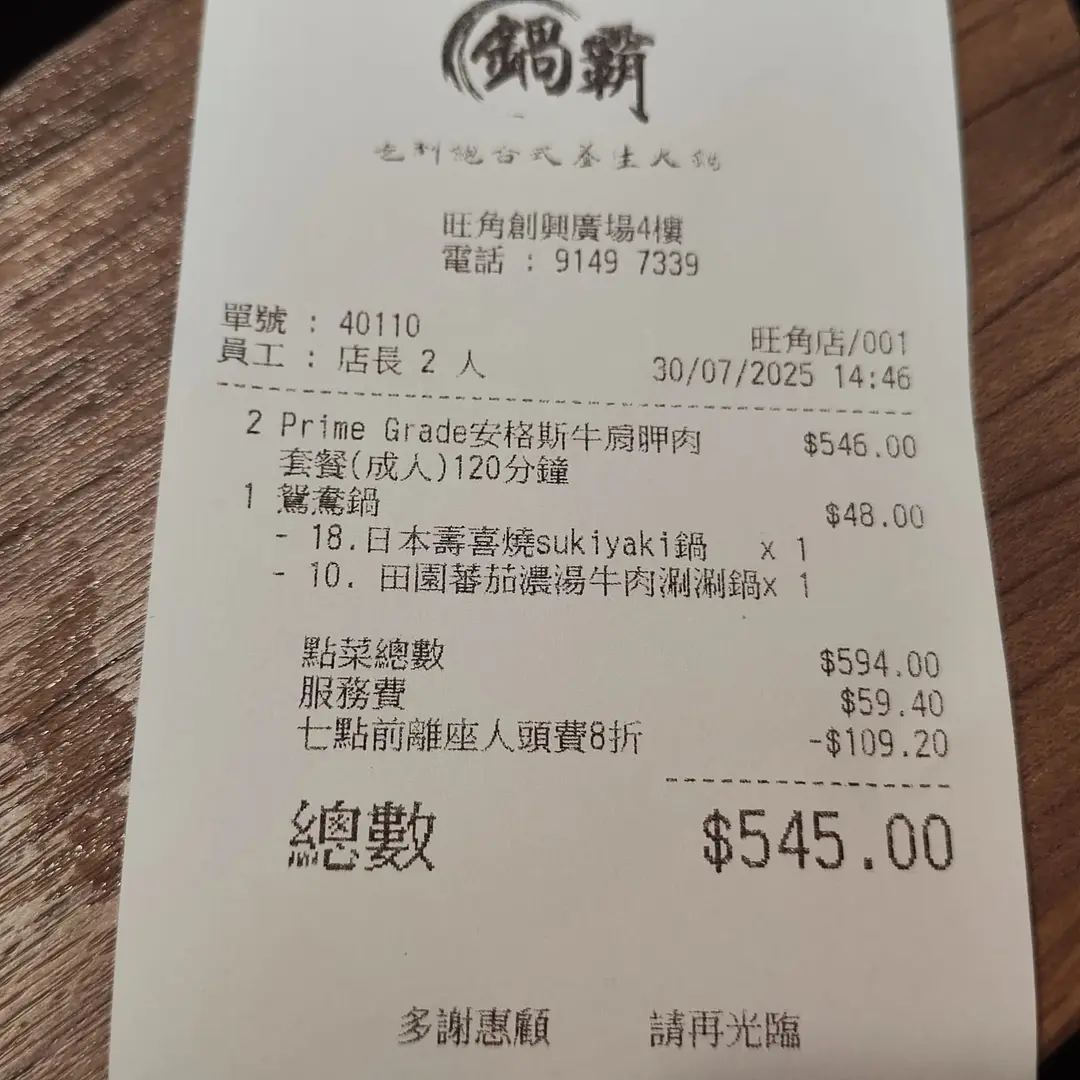 鍋霸
任制絕台式養生火鍋
旺角創興廣場4樓
電話 : 9149 7339
單號 : 40110
旺角店/001
員工 : 店長 2 人
30/07/2025 14:46
2 Prime Grade安格斯牛肩胛肉 $546.00
套餐(成人)120分鐘
1 鴛鴦鍋 $48.00
- 18.日本壽喜燒sukiyaki鍋 x 1
- 10. 田園蕃茄濃湯牛肉涮涮鍋x 1
點菜總數 $594.00
服務費 $59.40
七點前離座人頭費8折 -$109.20
總數 $545.00
多謝惠顧 請再光臨